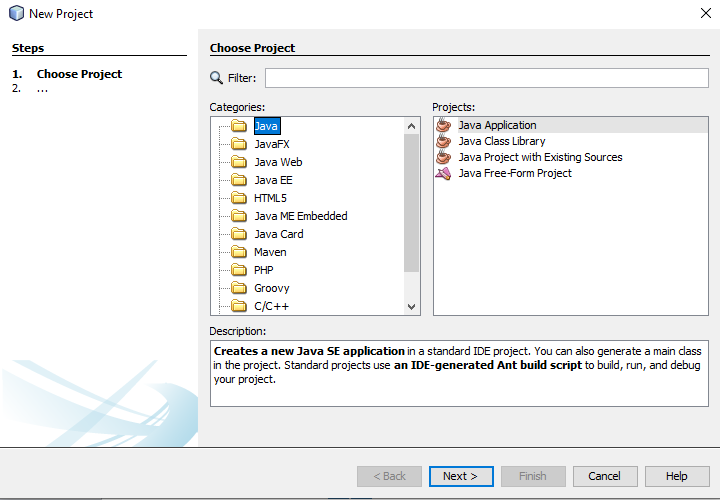 New Project
Steps
1. Choose Project
2. ...
Choose Project
Filter:
Categories:
Java
JavaFX
Java Web
Java EE
HTML5
Java ME Embedded
Java Card
Maven
PHP
Groovy
C/C++
Projects:
Java Application
Java Class Library
Java Project with Existing Sources
Java Free-Form Project
Description:
Creates a new Java SE application in a standard IDE project. You can also generate a main class
in the project. Standard projects use an IDE-generated Ant build script to build, run, and debug
your project.
< Back
Next >
Finish
Cancel
Help